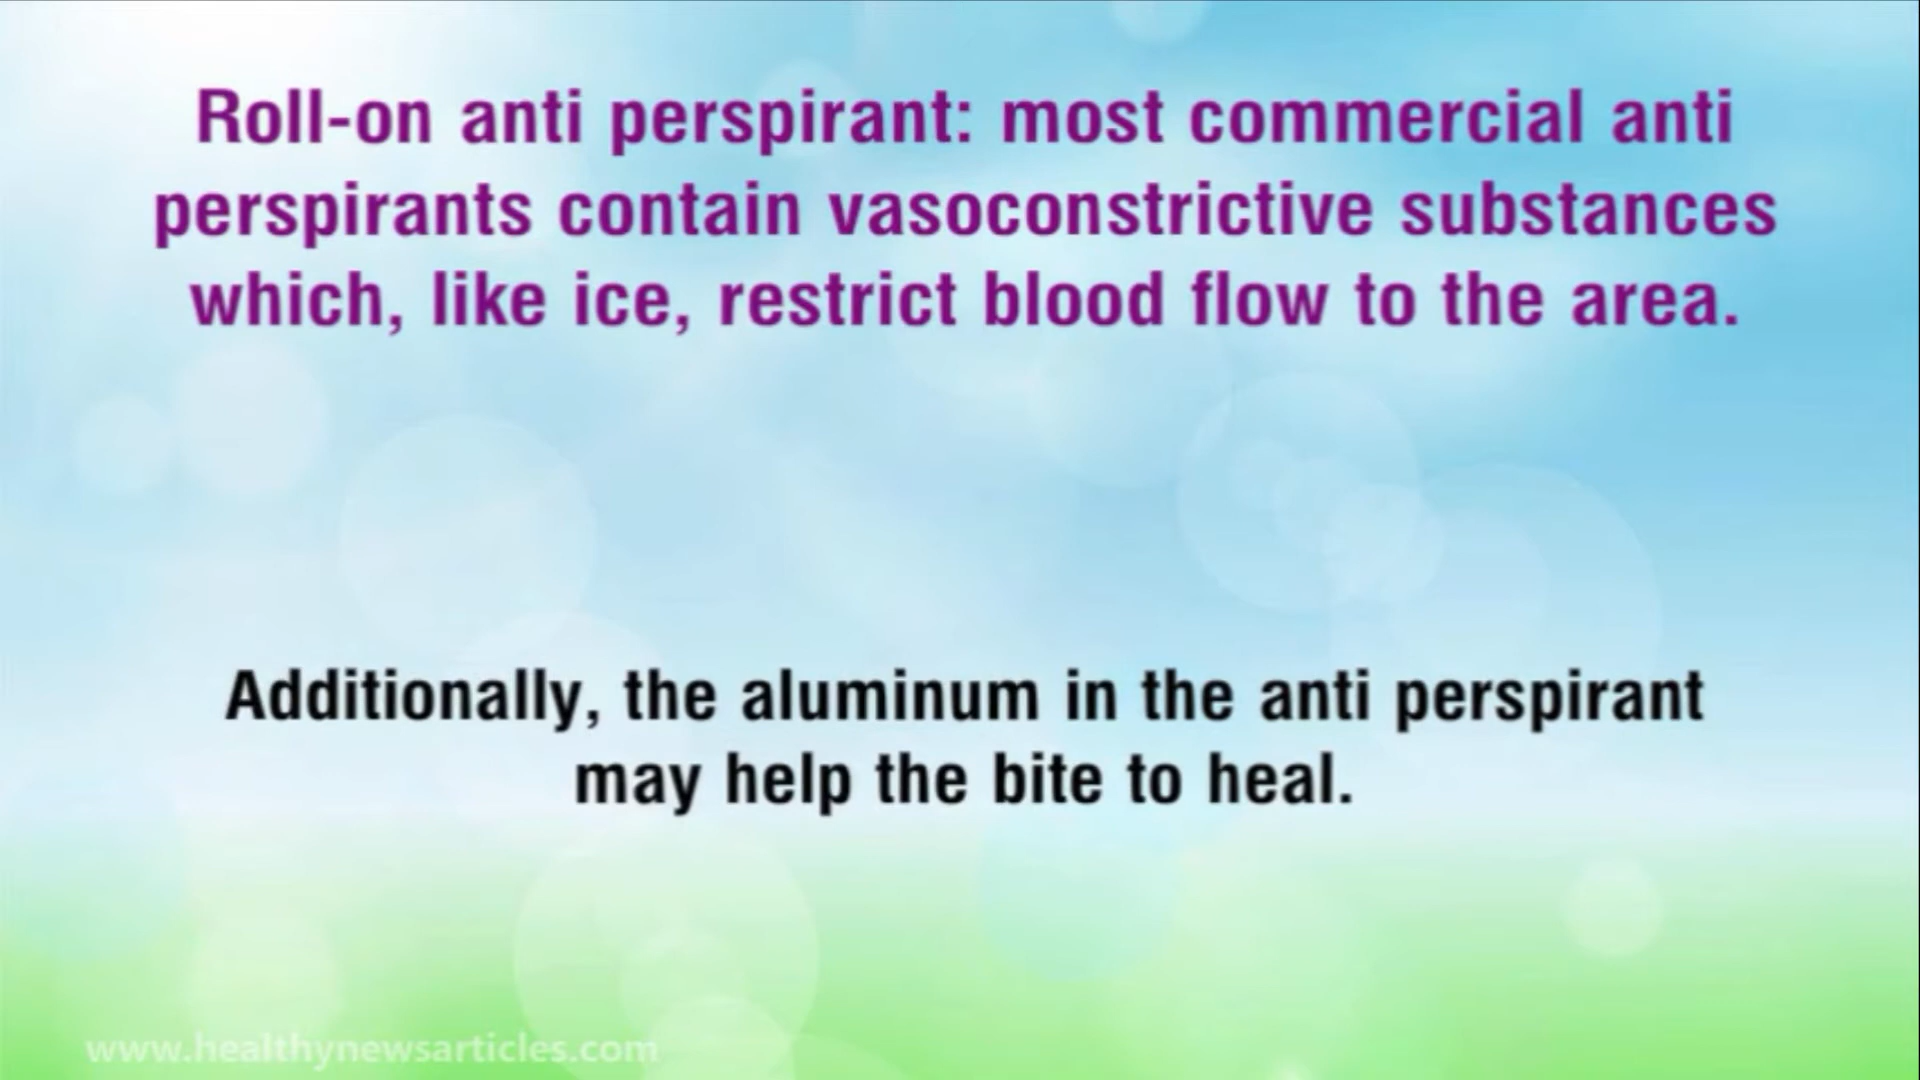 Roll-on anti perspirant: most commercial anti
perspirants contain vasoconstrictive substances
which, like ice, restrict blood flow to the area.
Additionally, the aluminum in the anti perspirant
may help the bite to heal.
www.healthynewsarticles.com